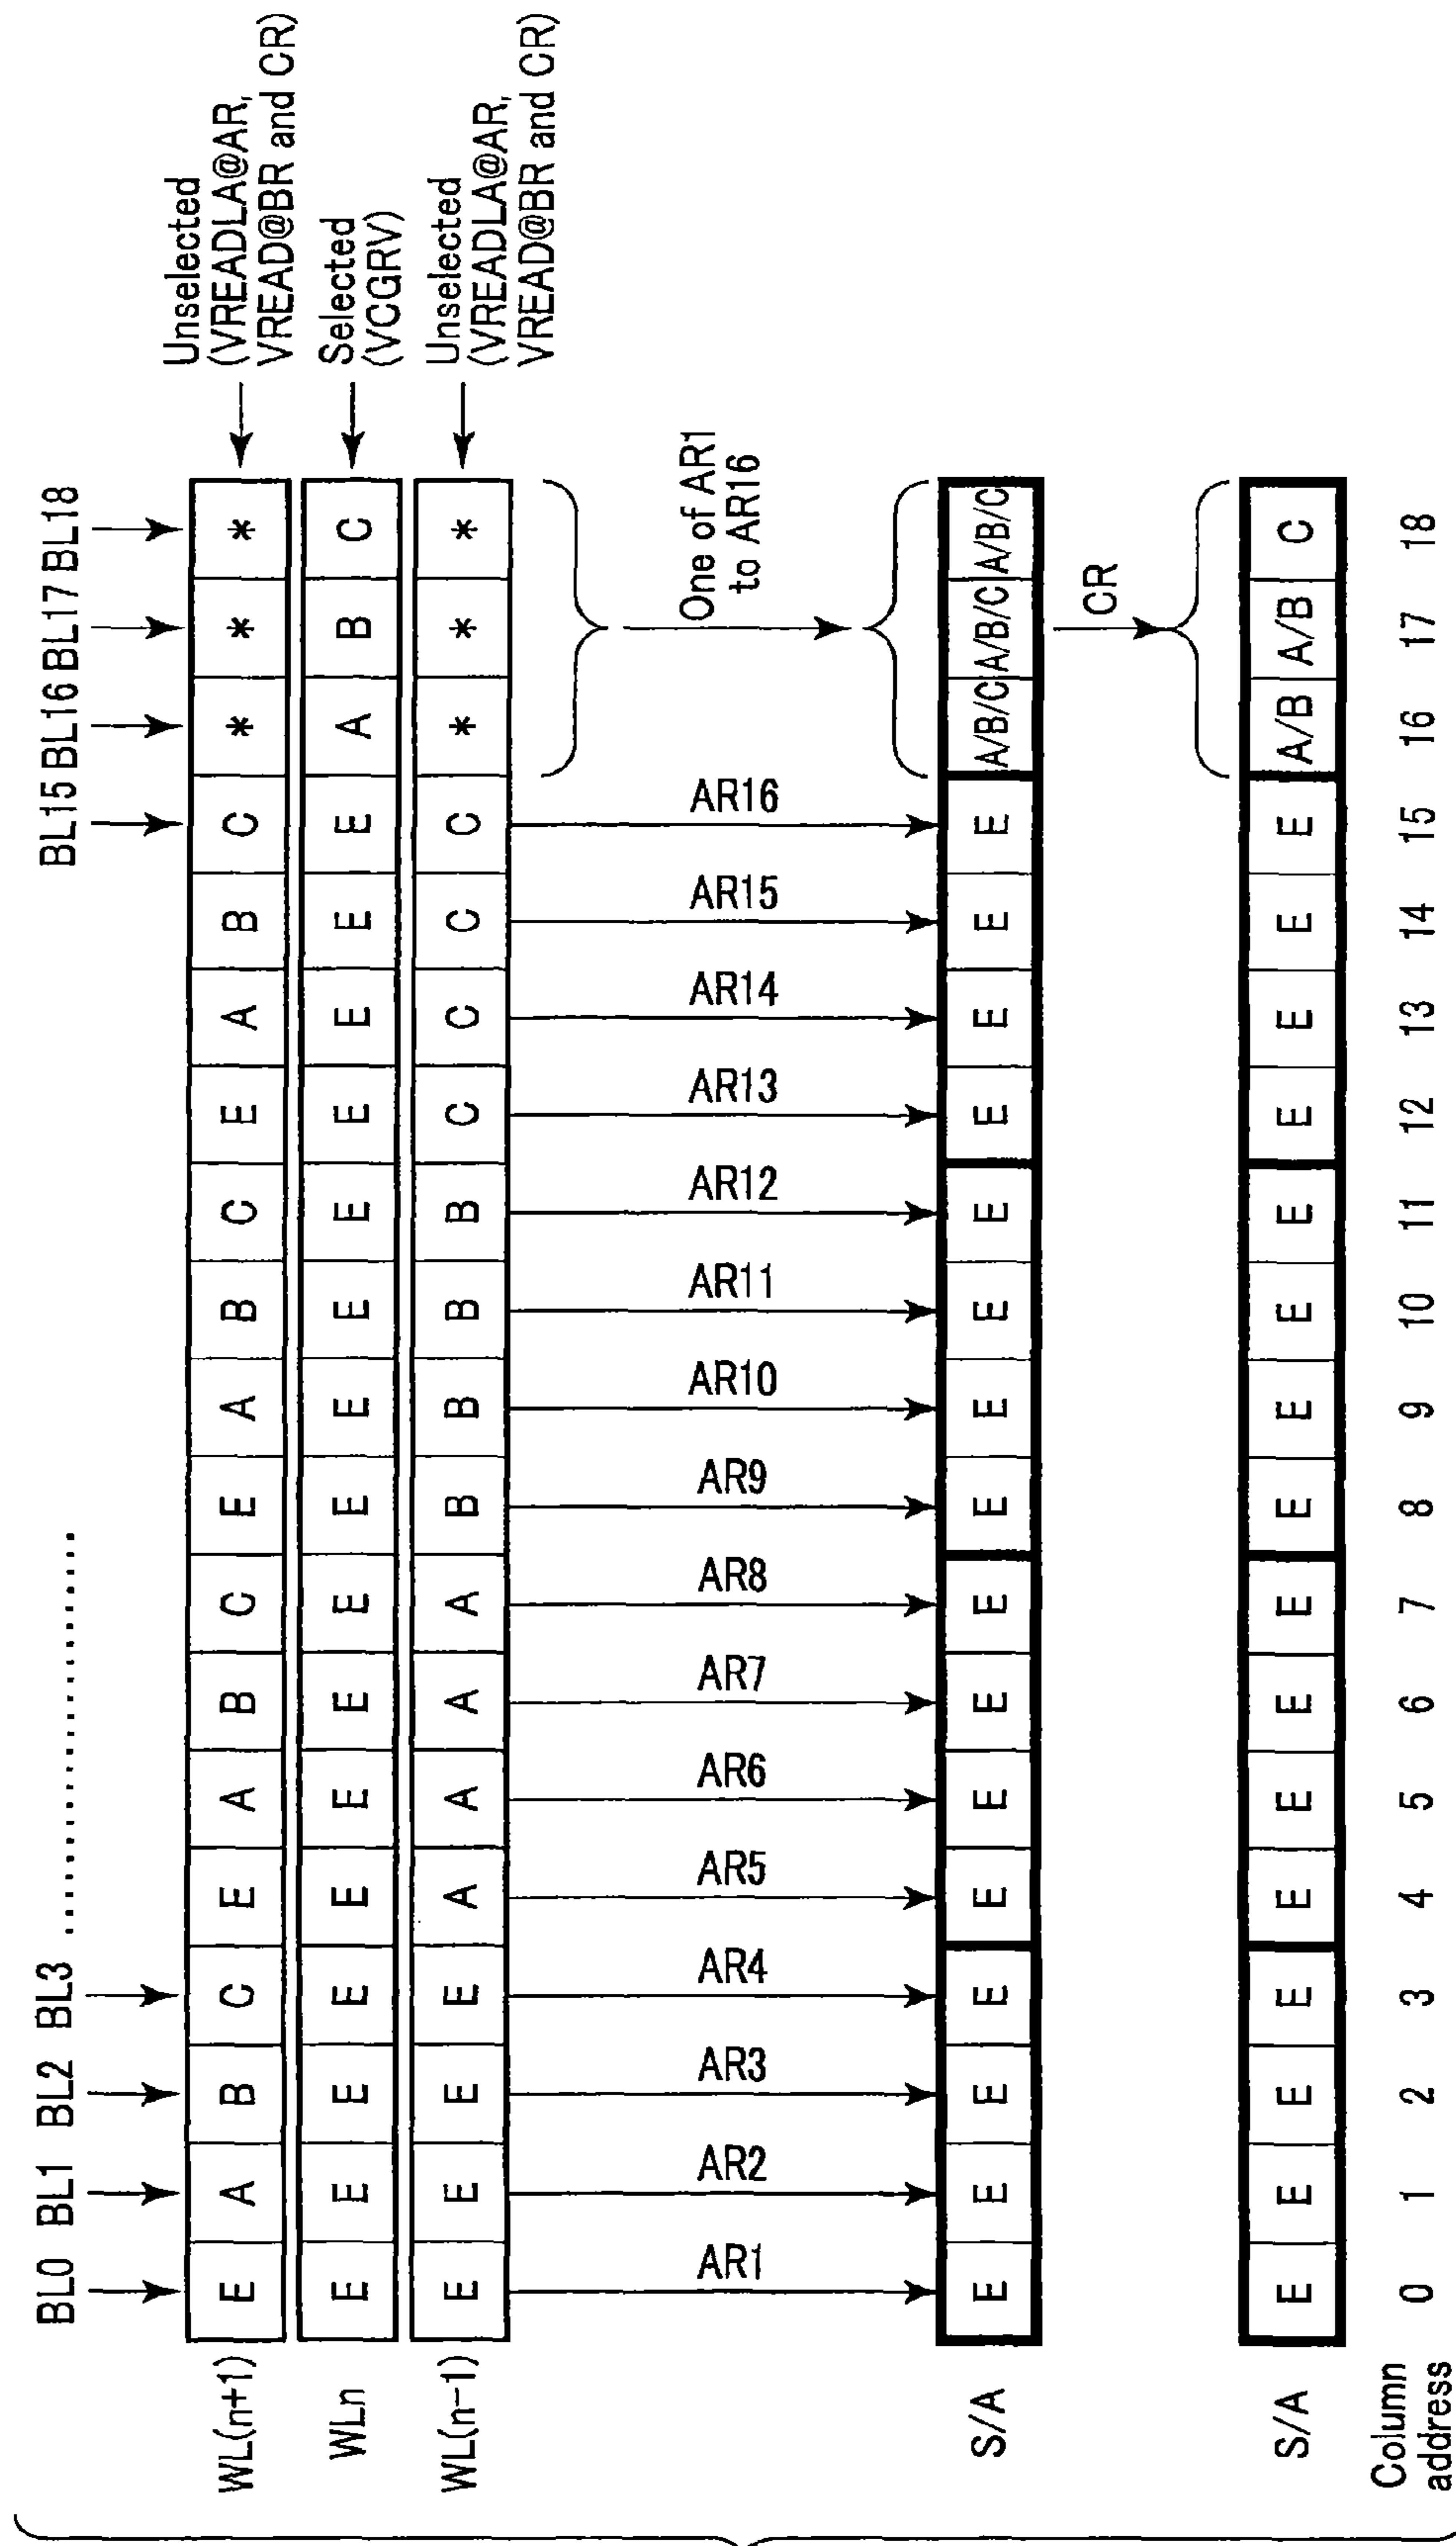 BL0 BL1 BL2 BL3 .................... BL15 BL16 BL17 BL18
WL(n+1) E A B C E A B C E A B C E A B C * * *
Unselected
(VREADLA@AR,
VREAD@BR and CR)
WLn E E E E E E E E E E E E E E E E A B C
Selected
(VCGRV)
WL(n-1) E E E E A A A A B B B B C C C C * * *
Unselected
(VREADLA@AR,
VREAD@BR and CR)
AR1 AR2 AR3 AR4 AR5 AR6 AR7 AR8 AR9 AR10 AR11 AR12 AR13 AR14 AR15 AR16
One of AR1
to AR16
S/A E E E E E E E E E E E E E E E E A/B/C A/B/C A/B/C
CR
S/A E E E E E E E E E E E E E E E E A/B A/B C
Column
address
0 1 2 3 4 5 6 7 8 9 10 11 12 13 14 15 16 17 18